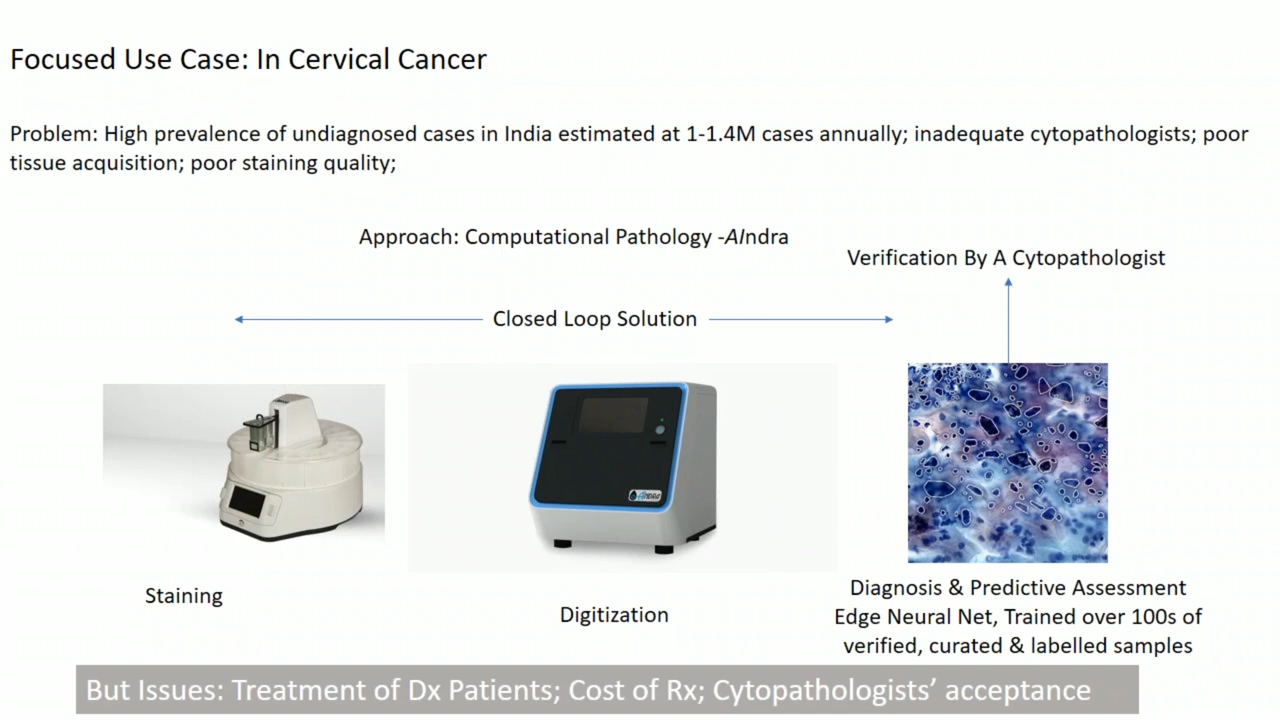 Focused Use Case: In Cervical Cancer
Problem: High prevalence of undiagnosed cases in India estimated at 1-1.4M cases annually; inadequate cytopathologists; poor
tissue acquisition; poor staining quality;
Approach: Computational Pathology -AIndra
Verification By A Cytopathologist
Closed Loop Solution
AINDRA
Staining
Digitization
Diagnosis & Predictive Assessment
Edge Neural Net, Trained over 100s of
verified, curated & labelled samples
But Issues: Treatment of Dx Patients; Cost of Rx; Cytopathologists’ acceptance